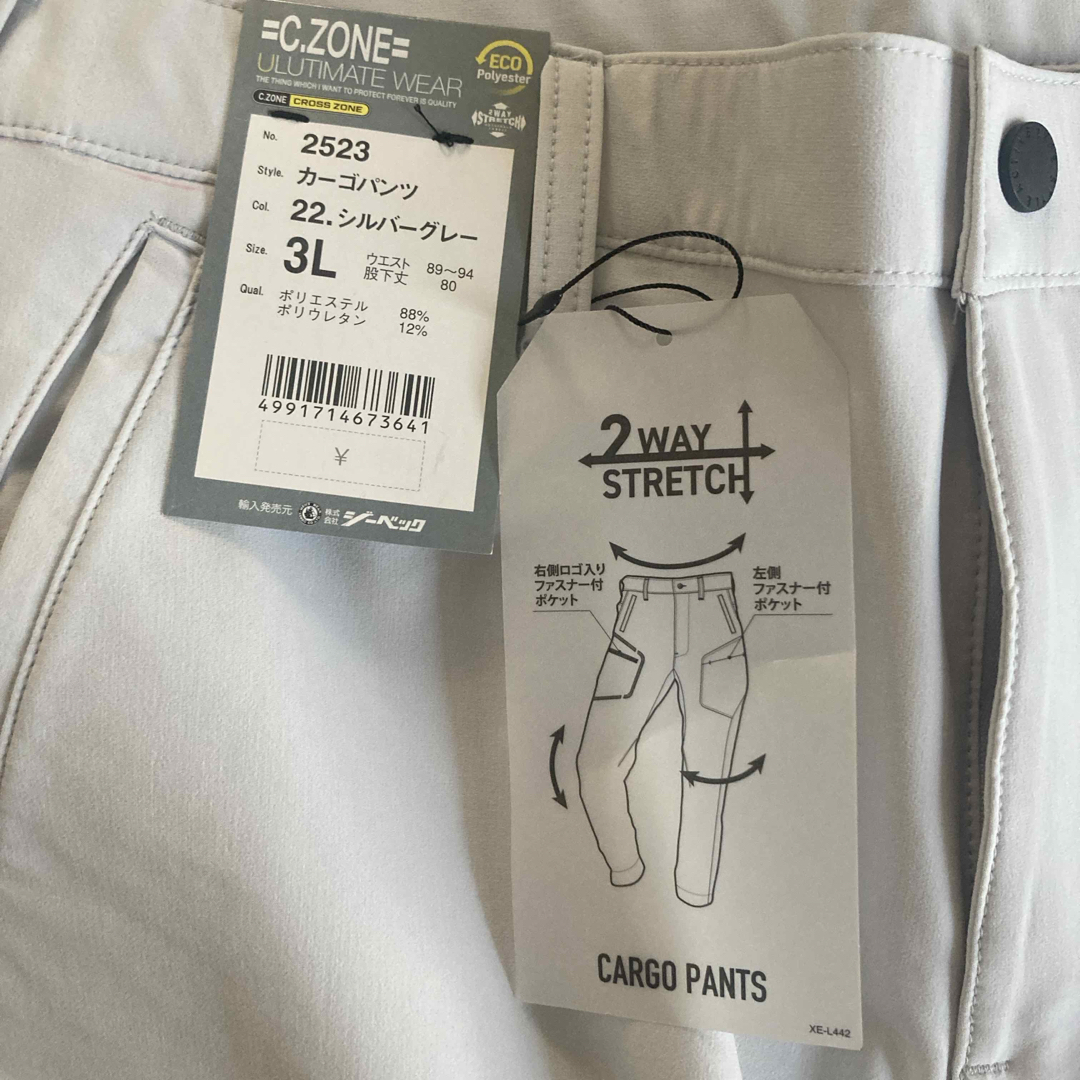 =C.ZONE=
ULUTIMATE WEAR
THE THING WHICH I WANT TO PROTECT FOREVER IS QUALITY
C.ZONE CROSS ZONE
ECO
Polyester
2WAY
STRETCH
No. 2523
Style. カーゴパンツ
Col. 22.シルバーグレー
Size. 3L ウエスト 89〜94
股下丈 80
Qual. ポリエステル 88%
ポリウレタン 12%
4991714673641
¥
輸入発売元 株式会社 ジーベック
2 WAY
STRETCH
右側ロゴ入り
ファスナー付
ポケット
左側
ファスナー付
ポケット
CARGO PANTS
XE-L442